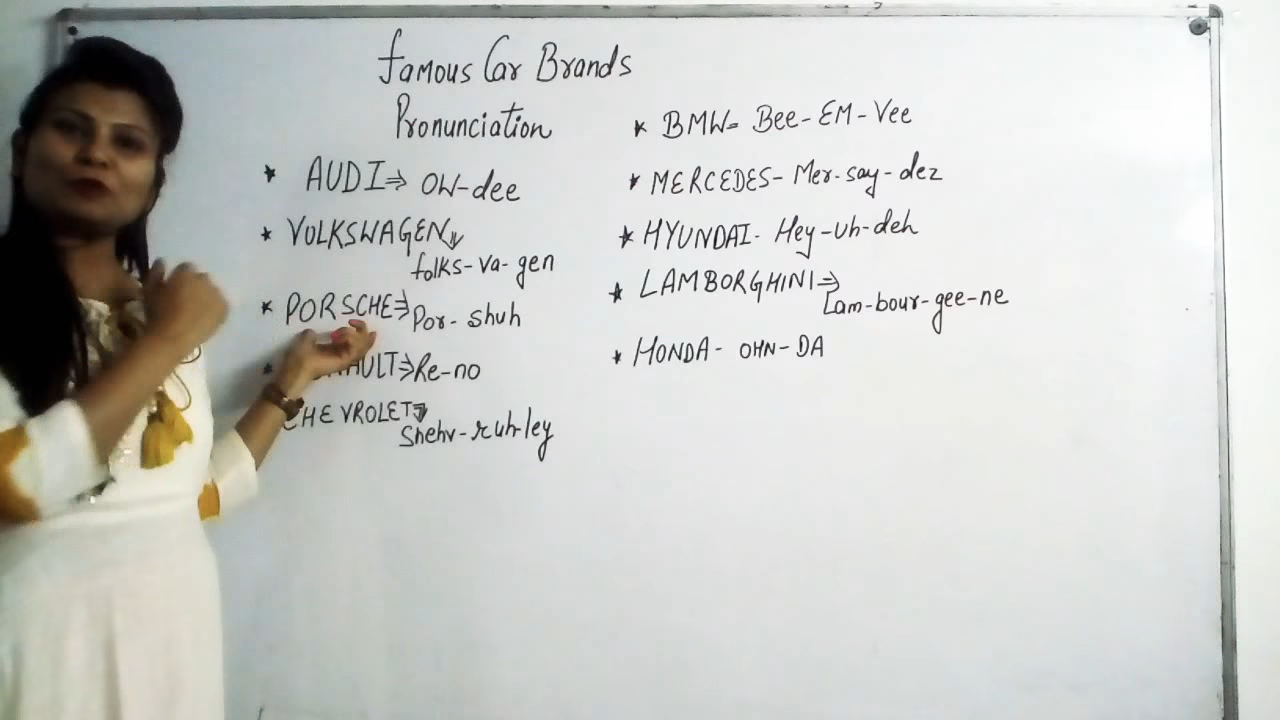 Famous Car Brands
Pronunciation
* AUDI ⇒ OW-dee
* VOLKSWAGEN ⇒
folks-va-gen
* PORSCHE ⇒ Por-shuh
* ⇒ Re-no
CHEVROLET ⇒
Shehv-ruh-ley
* BMW = Bee-EM-Vee
* MERCEDES - Mer-say-dez
* HYUNDAI - Hey-uh-deh
* LAMBORGHINI ⇒
Lam-bour-gee-ne
* HONDA - OHN-DA